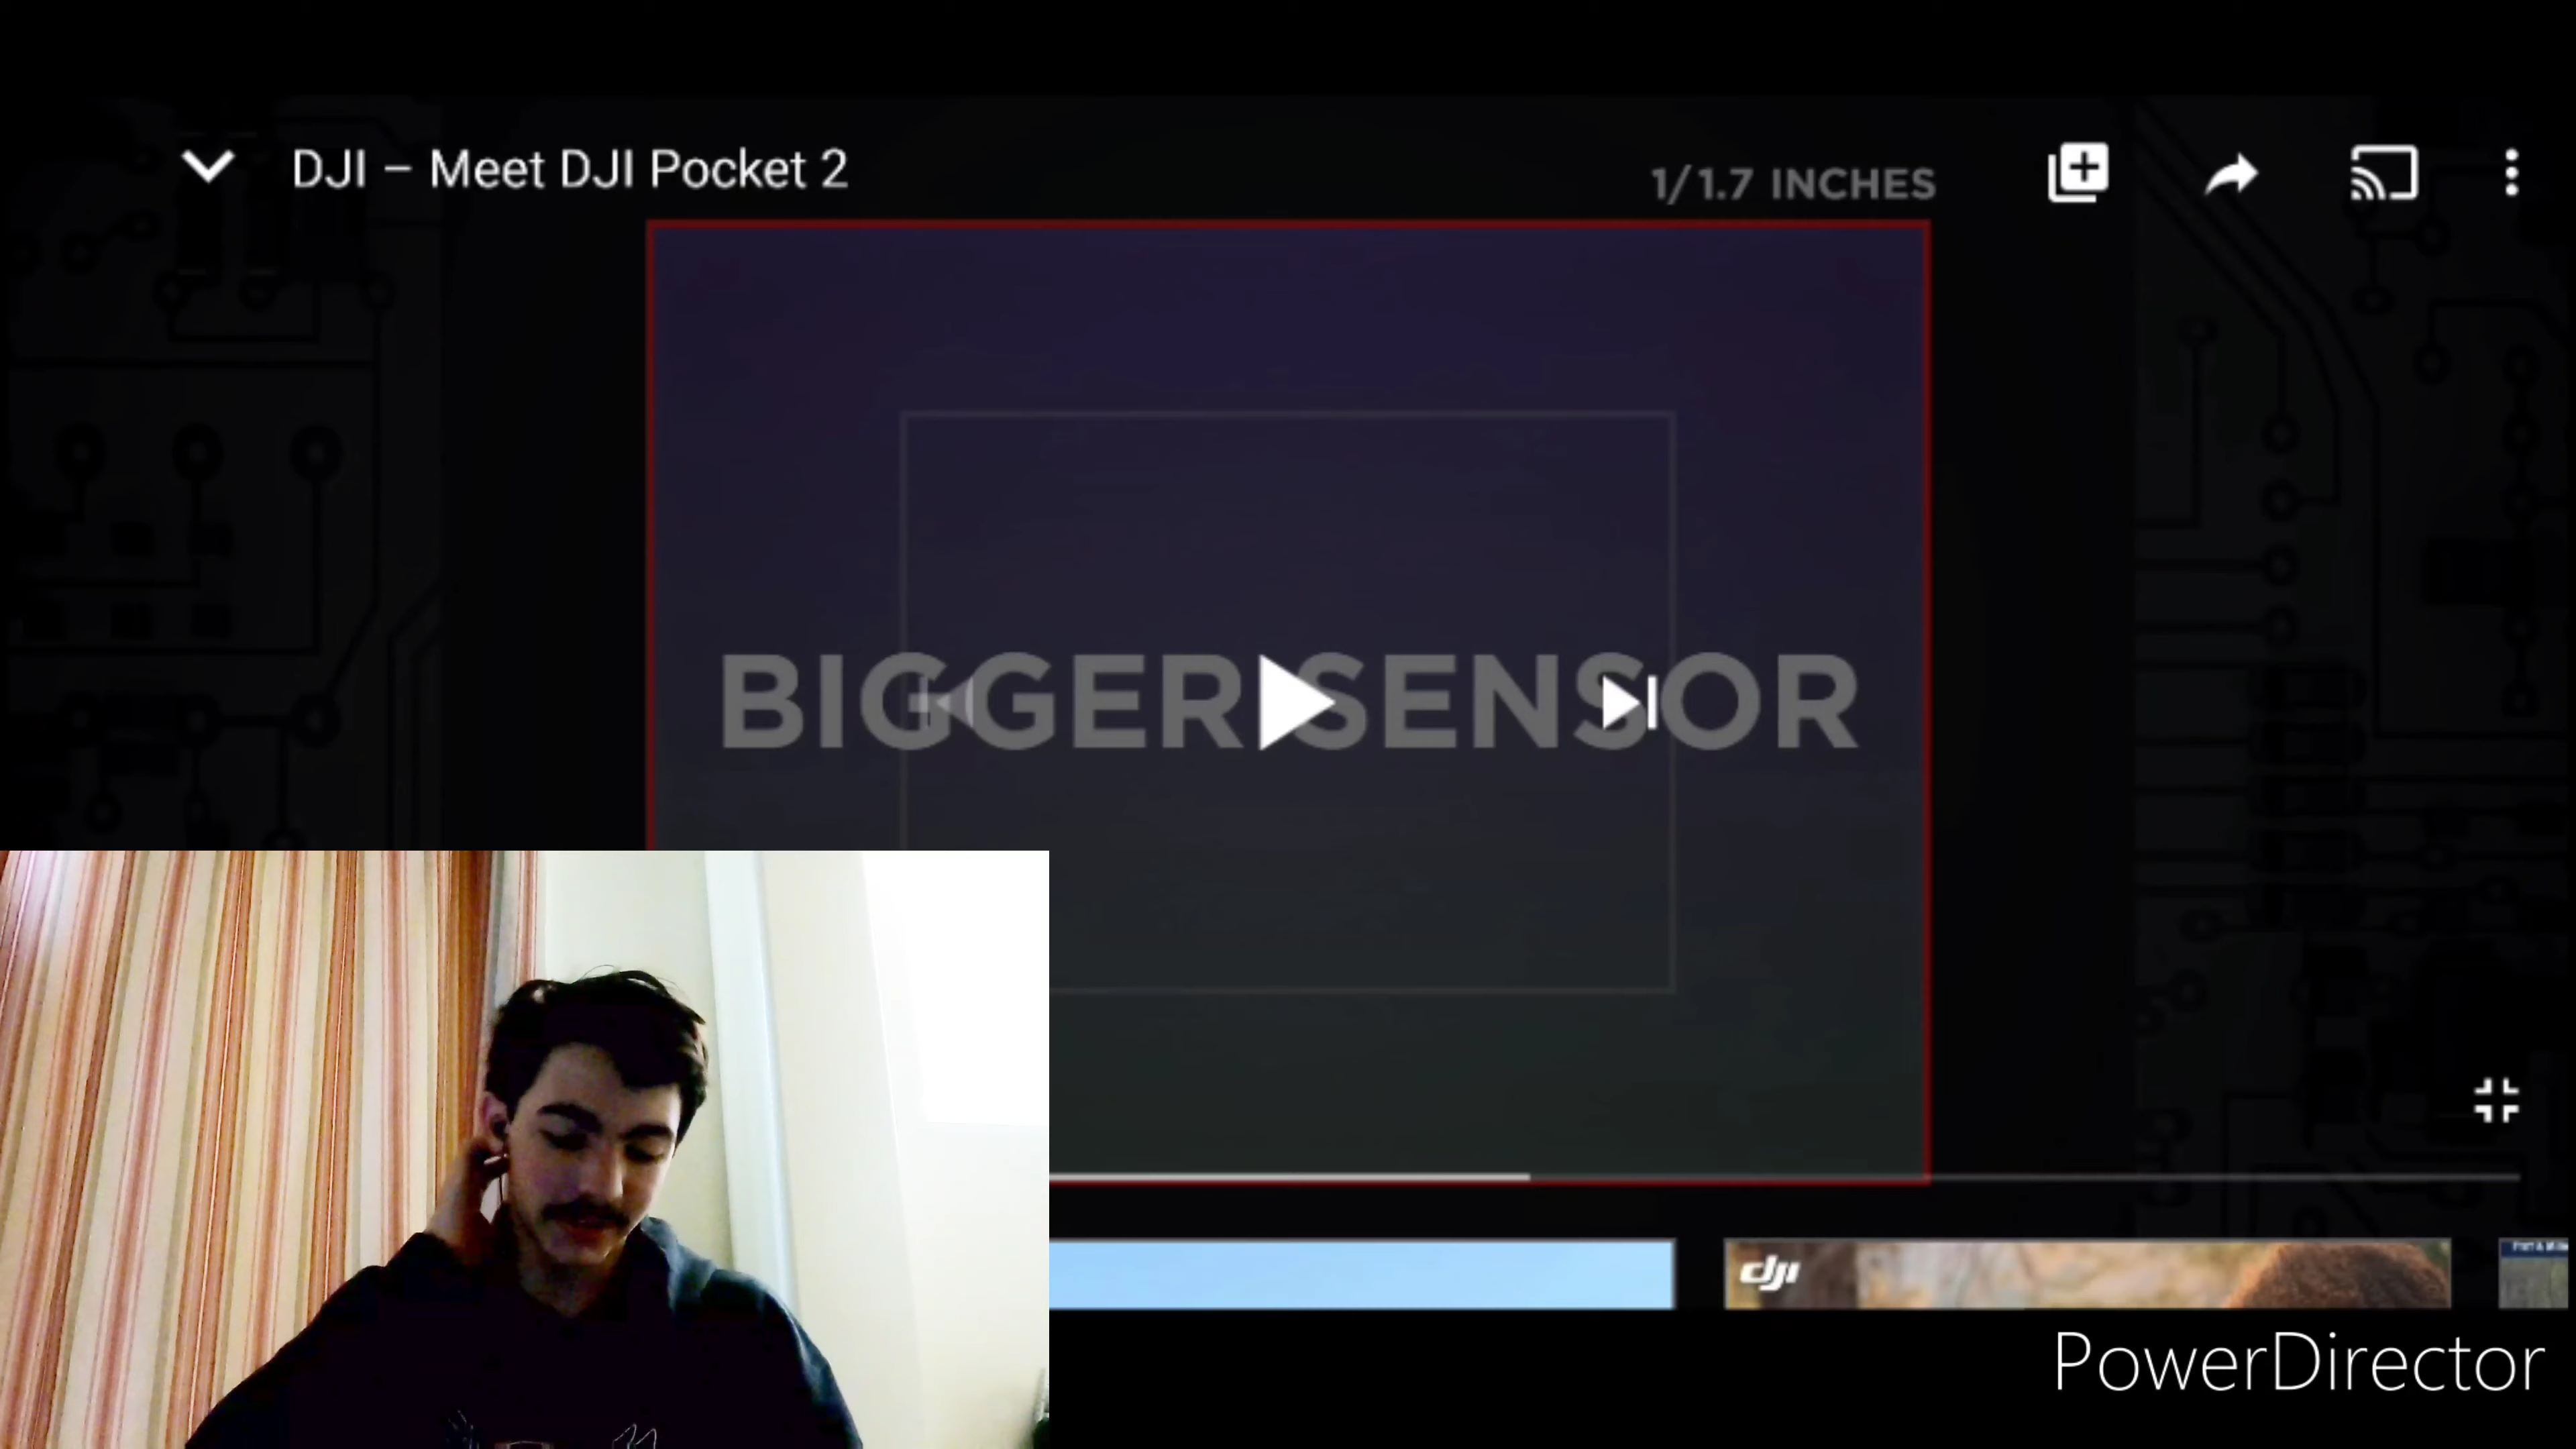 DJI – Meet DJI Pocket 2
1/1.7 INCHES
BIGGER SENSOR
dji
PowerDirector